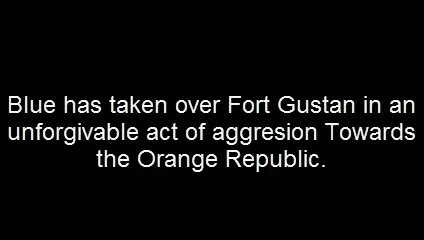 Blue has taken over Fort Gustan in an
unforgivable act of aggresion Towards
the Orange Republic.